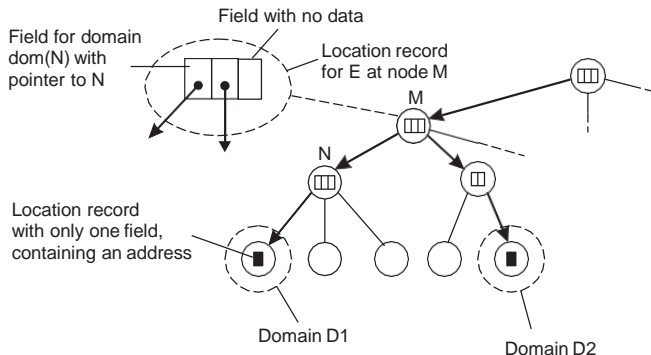 Field with no data
Field for domain
dom(N) with
pointer to N
Location record
for E at node M
M
N
Location record
with only one field,
containing an address
Domain D1
Domain D2